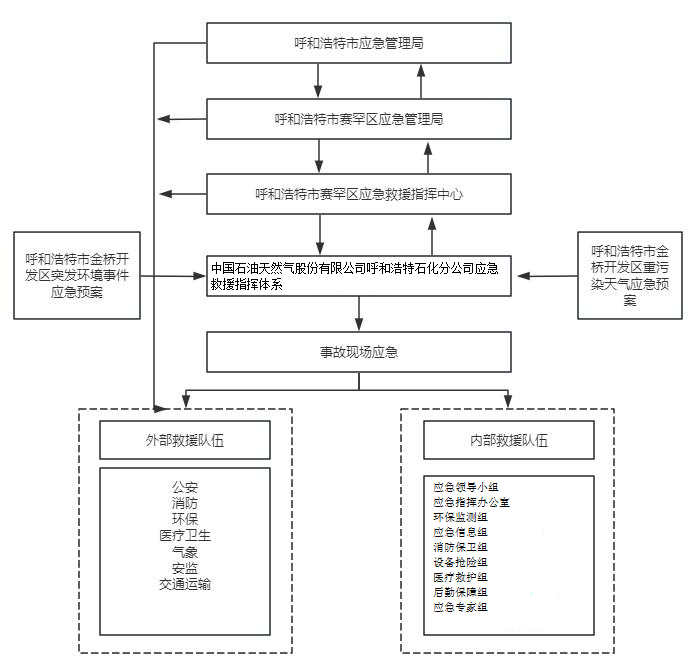 呼和浩特市应急管理局
呼和浩特市赛罕区应急管理局
呼和浩特市赛罕区应急救援指挥中心
呼和浩特市金桥开
发区突发环境事件
应急预案
中国石油天然气股份有限公司呼和浩特石化分公司应急
救援指挥体系
呼和浩特市金
桥开发区重污
染天气应急预
案
事故现场应急
外部救援队伍
公安
消防
环保
医疗卫生
气象
安监
交通运输
内部救援队伍
应急领导小组
应急指挥办公室
环保监测组
应急信息组
消防保卫组
设备抢险组
医疗救护组
后勤保障组
应急专家组